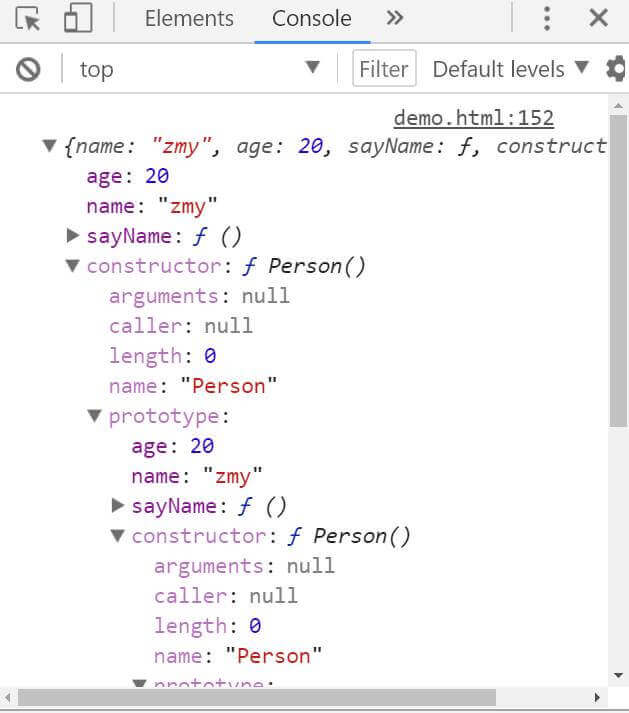 Elements Console »
top Filter Default levels
demo.html:152
{name: "zmy", age: 20, sayName: ƒ, construct
age: 20
name: "zmy"
sayName: ƒ ()
constructor: ƒ Person()
arguments: null
caller: null
length: 0
name: "Person"
prototype:
age: 20
name: "zmy"
sayName: ƒ ()
constructor: ƒ Person()
arguments: null
caller: null
length: 0
name: "Person"
prototype: